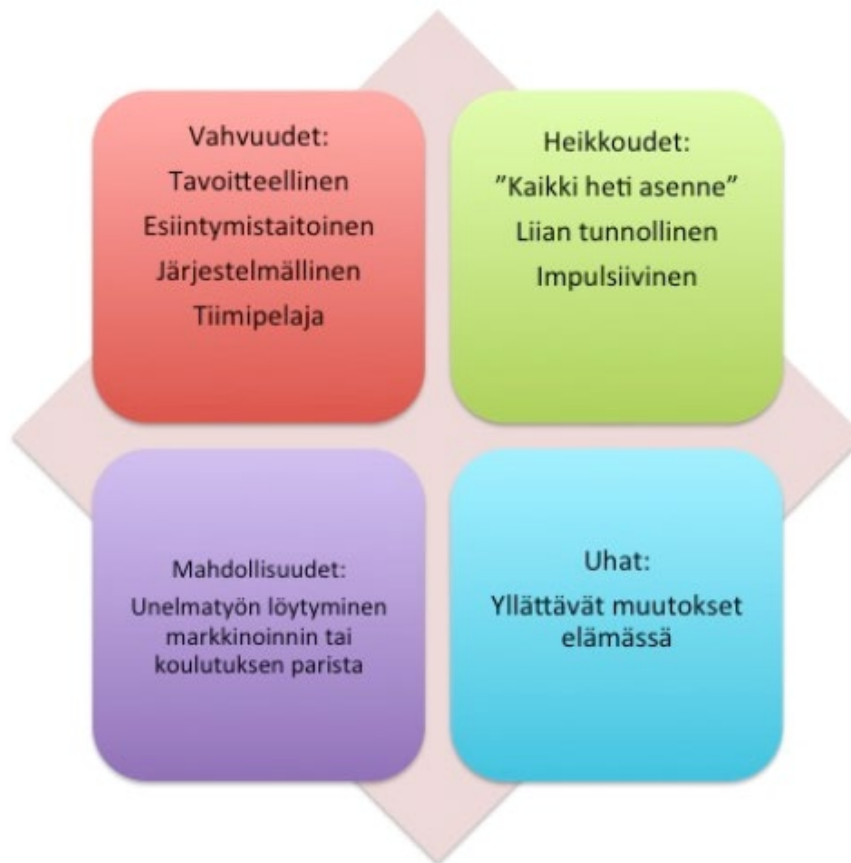 Vahvuudet:
Tavoitteellinen
Esiintymistaitoinen
Järjestelmällinen
Tiimipelaja
Heikkoudet:
”Kaikki heti asenne”
Liian tunnollinen
Impulsiivinen
Mahdollisuudet:
Unelmatyön löytyminen
markkinoinnin tai
koulutuksen parista
Uhat:
Yllättävät muutokset
elämässä